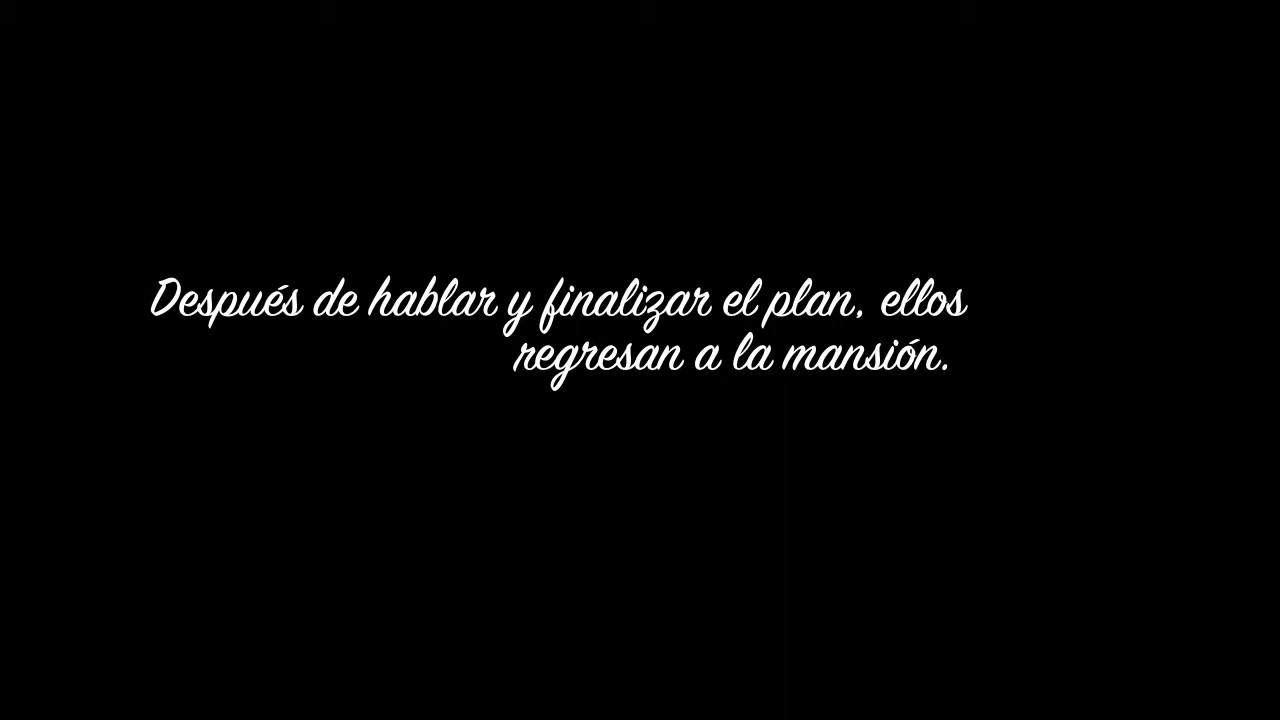 Después de hablar y finalizar el plan, ellos
regresan a la mansión.